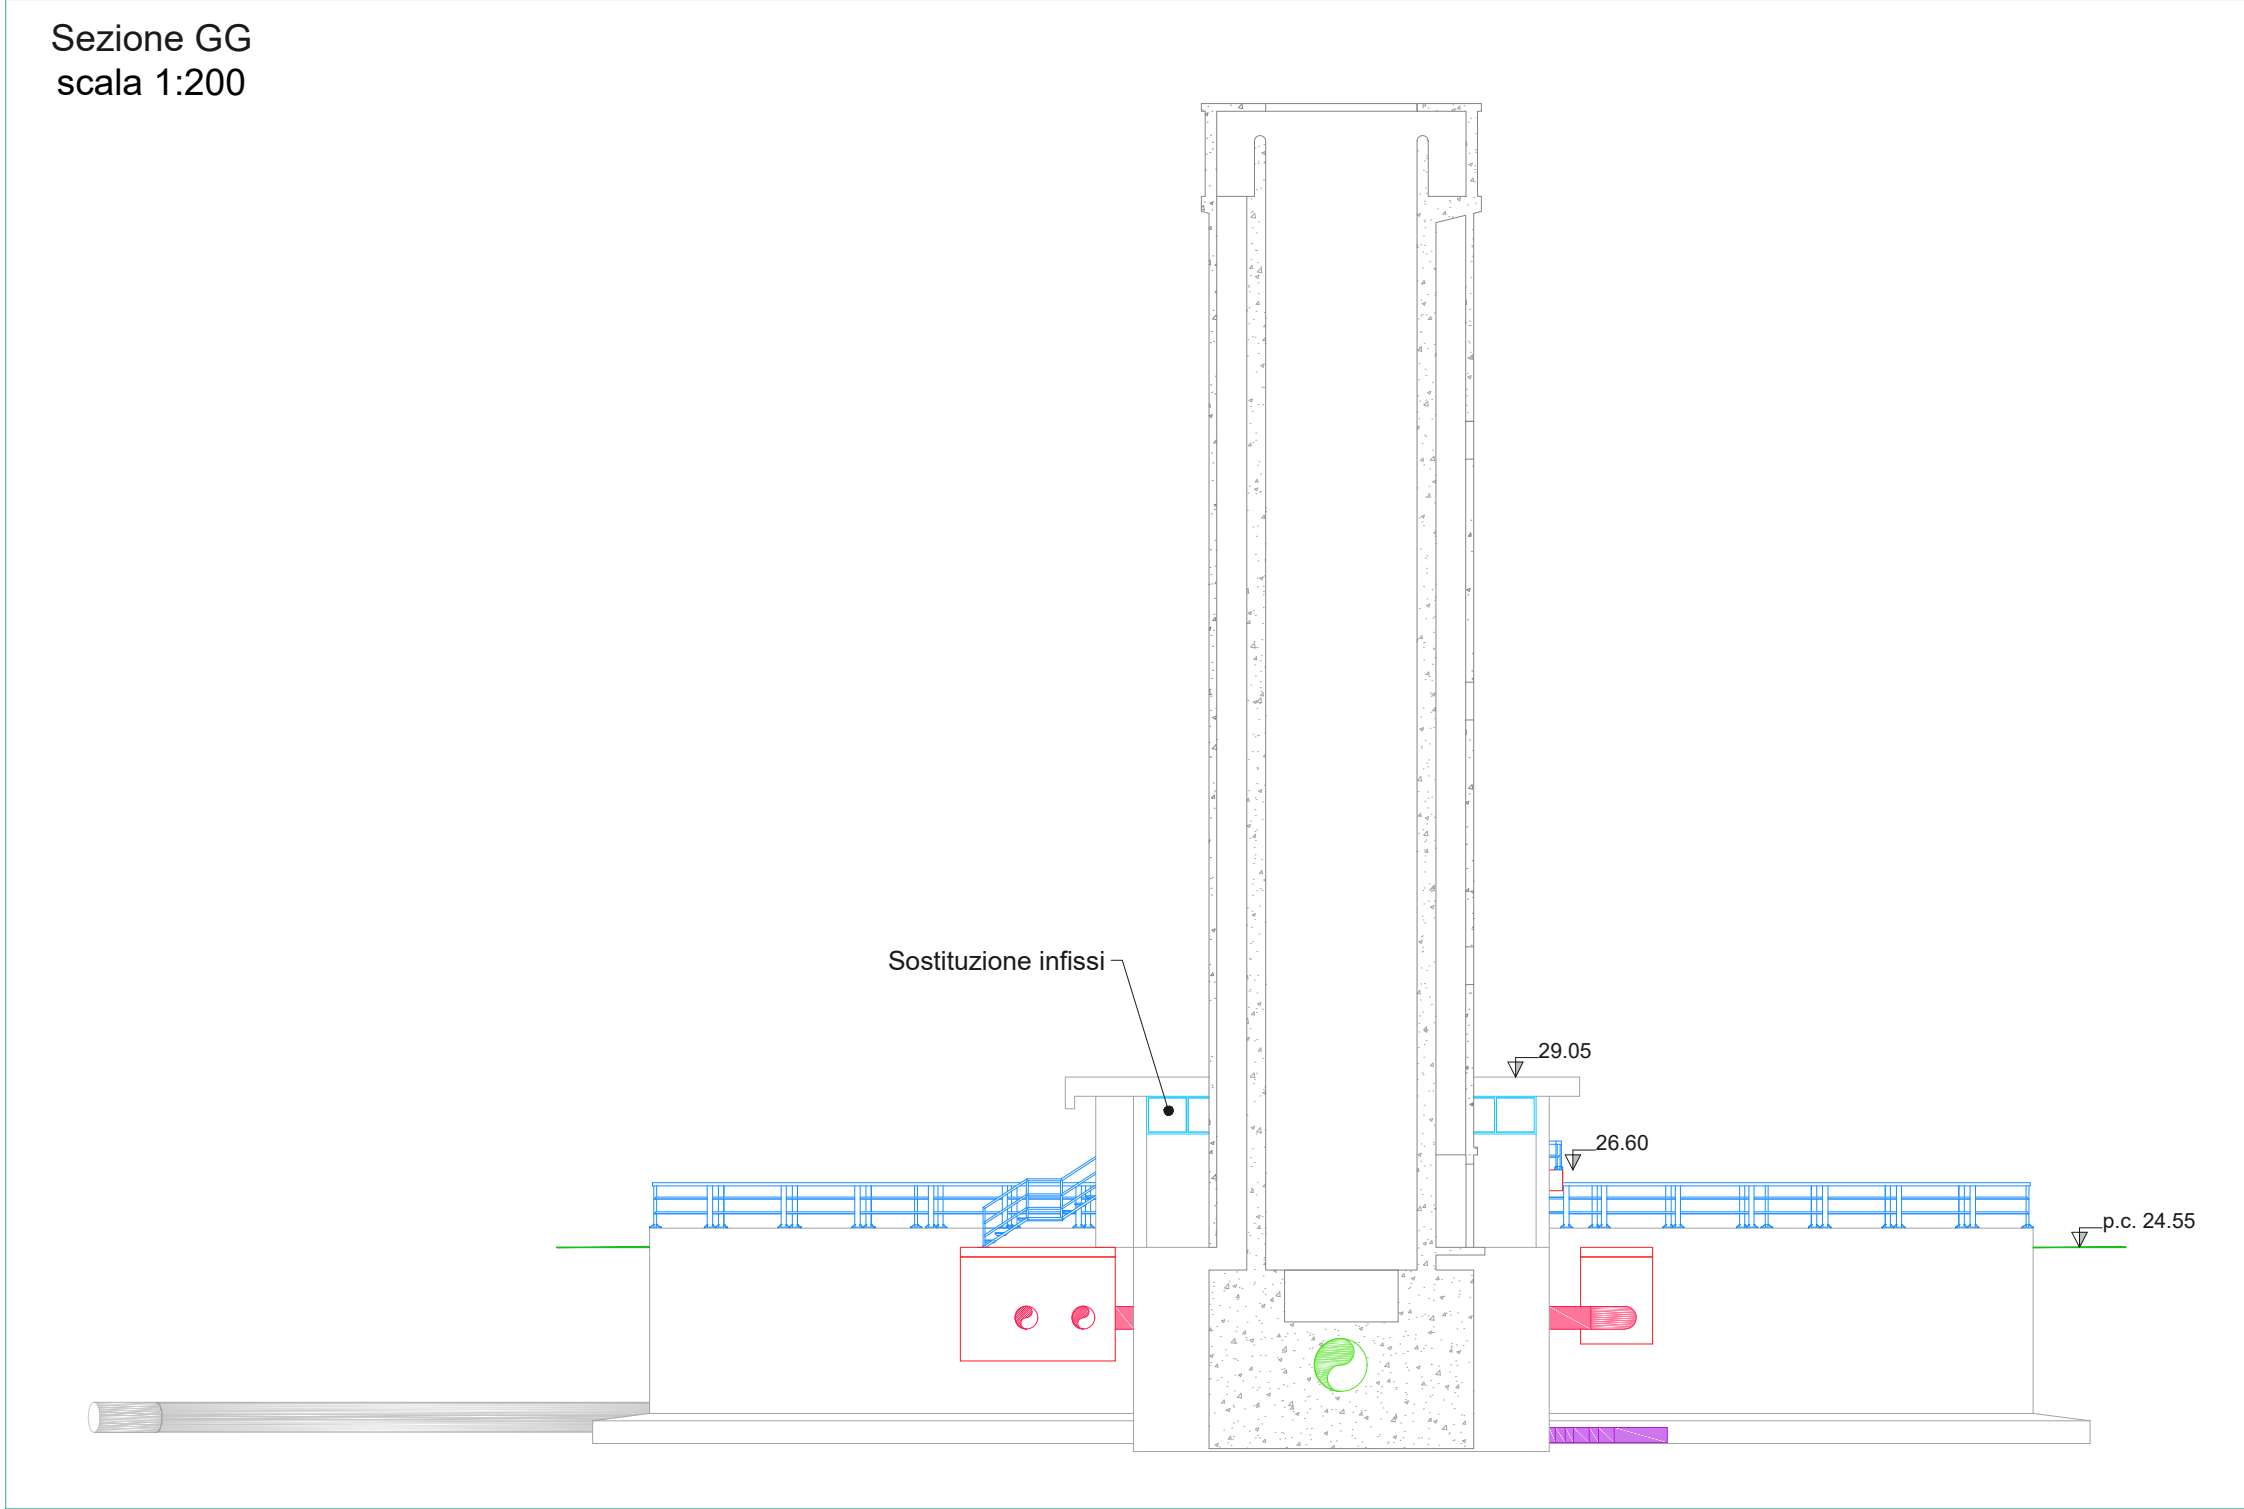 Sezione GG
scala 1:200
Sostituzione infissi
29.05
26.60
p.c. 24.55